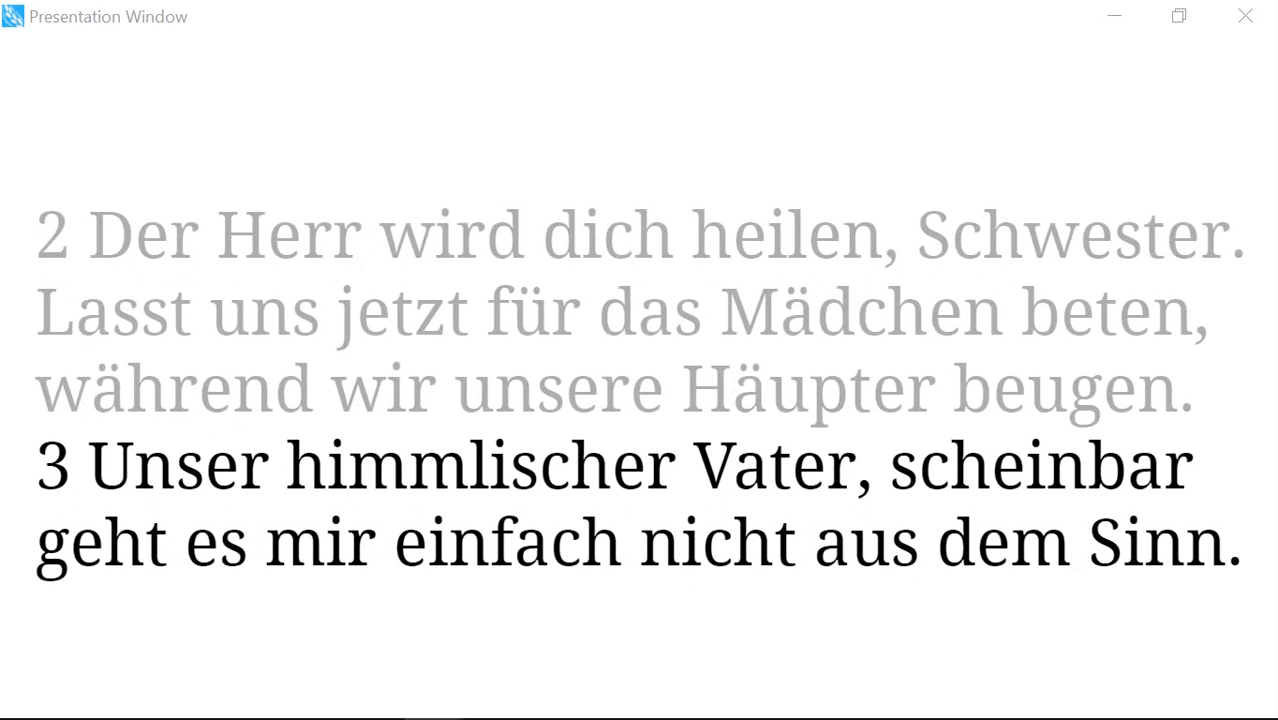 Presentation Window
2 Der Herr wird dich heilen, Schwester.
Lasst uns jetzt für das Mädchen beten,
während wir unsere Häupter beugen.
3 Unser himmlischer Vater, scheinbar
geht es mir einfach nicht aus dem Sinn.